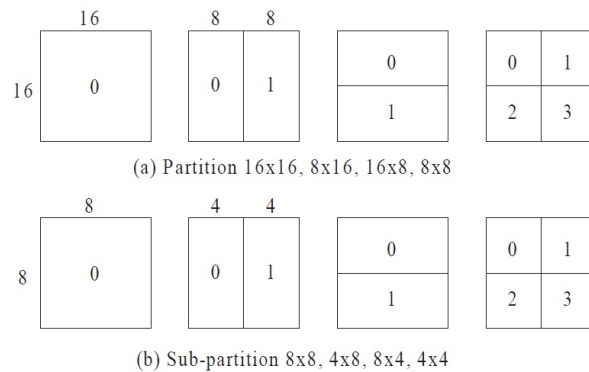 16 8 8
16 0 0 1 0 0 1
1 2 3
(a) Partition 16x16, 8x16, 16x8, 8x8
8 4 4
8 0 0 1 0 0 1
1 2 3
(b) Sub-partition 8x8, 4x8, 8x4, 4x4